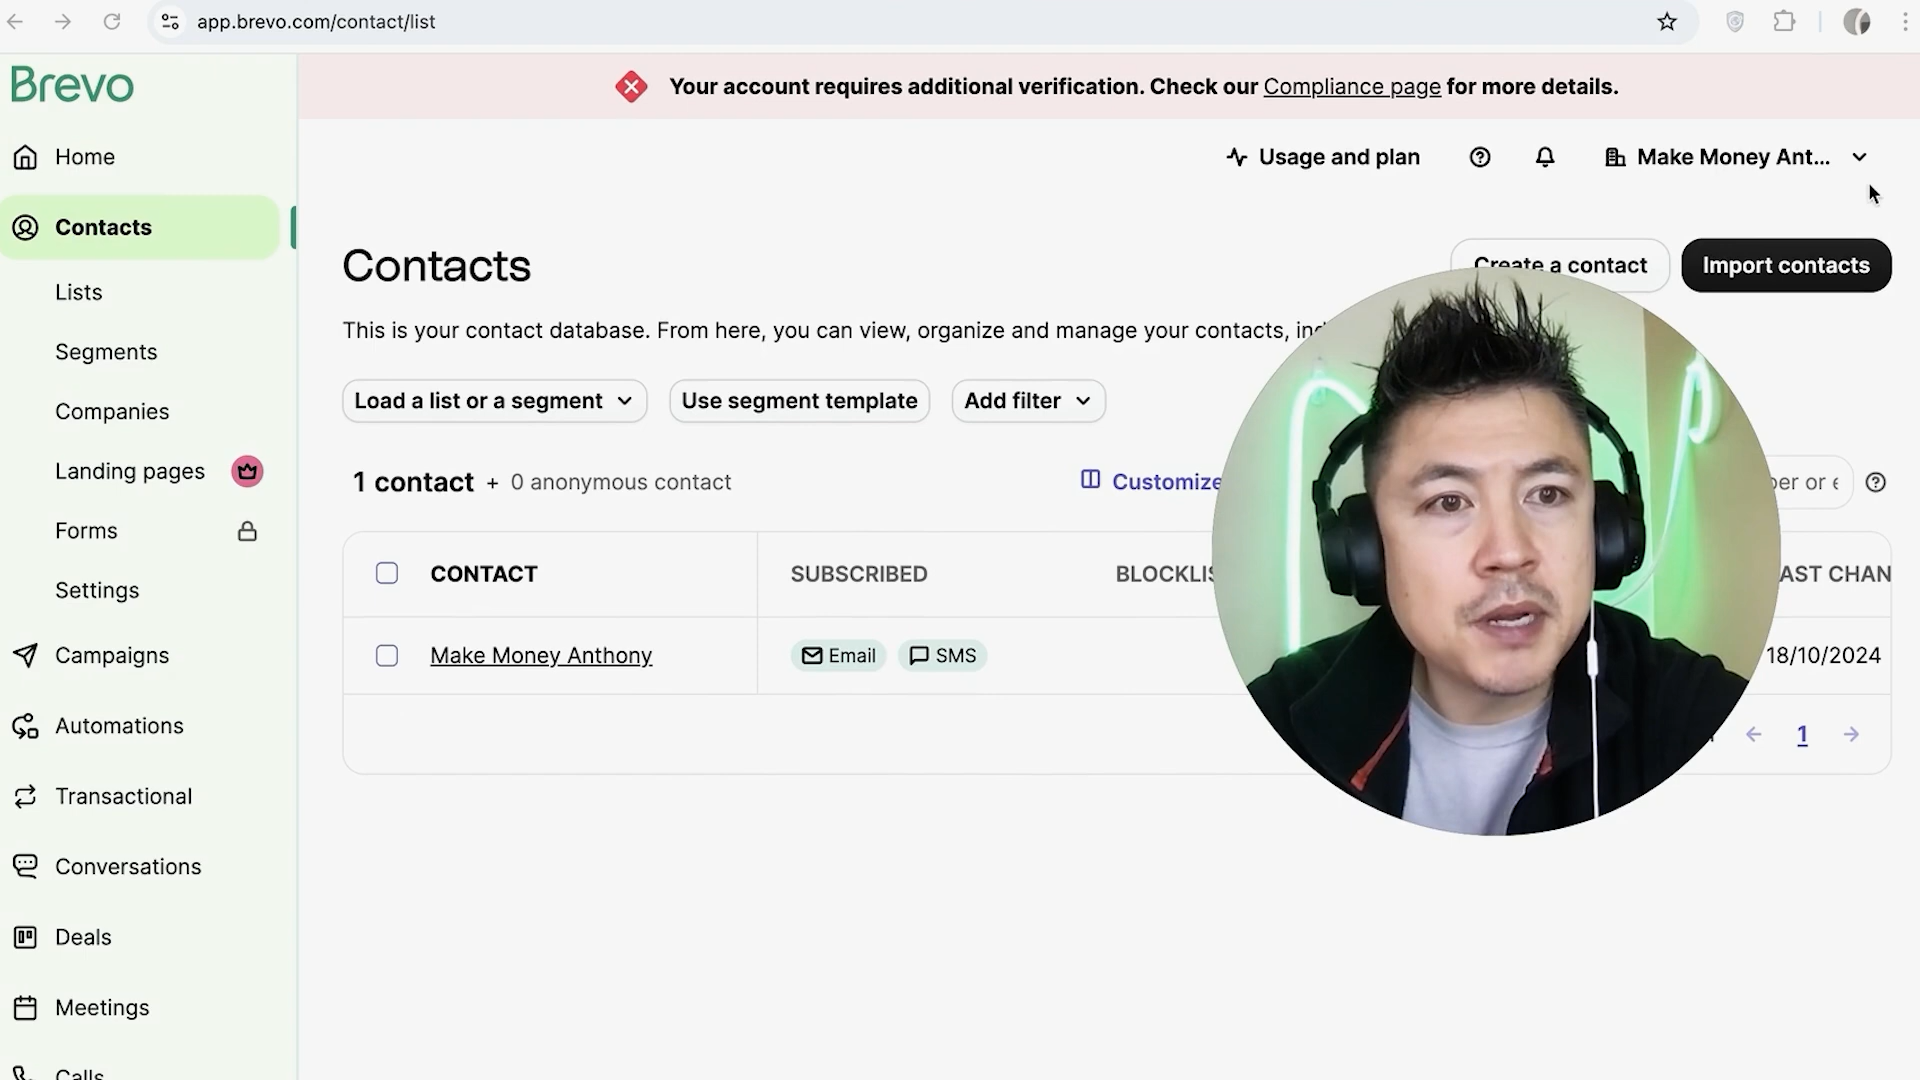 app.brevo.com/contact/list
Brevo
Your account requires additional verification. Check our Compliance page for more details.
Usage and plan
Make Money Ant...
Home
Contacts
Lists
Segments
Companies
Landing pages
Forms
Settings
Campaigns
Automations
Transactional
Conversations
Deals
Meetings
Calls
Contacts
Create a contact
Import contacts
This is your contact database. From here, you can view, organize and manage your contacts,
Load a list or a segment
Use segment template
Add filter
1 contact + 0 anonymous contact
Customize
or e
CONTACT SUBSCRIBED BLOCKLIS AST CHAN
Make Money Anthony Email SMS 18/10/2024
1